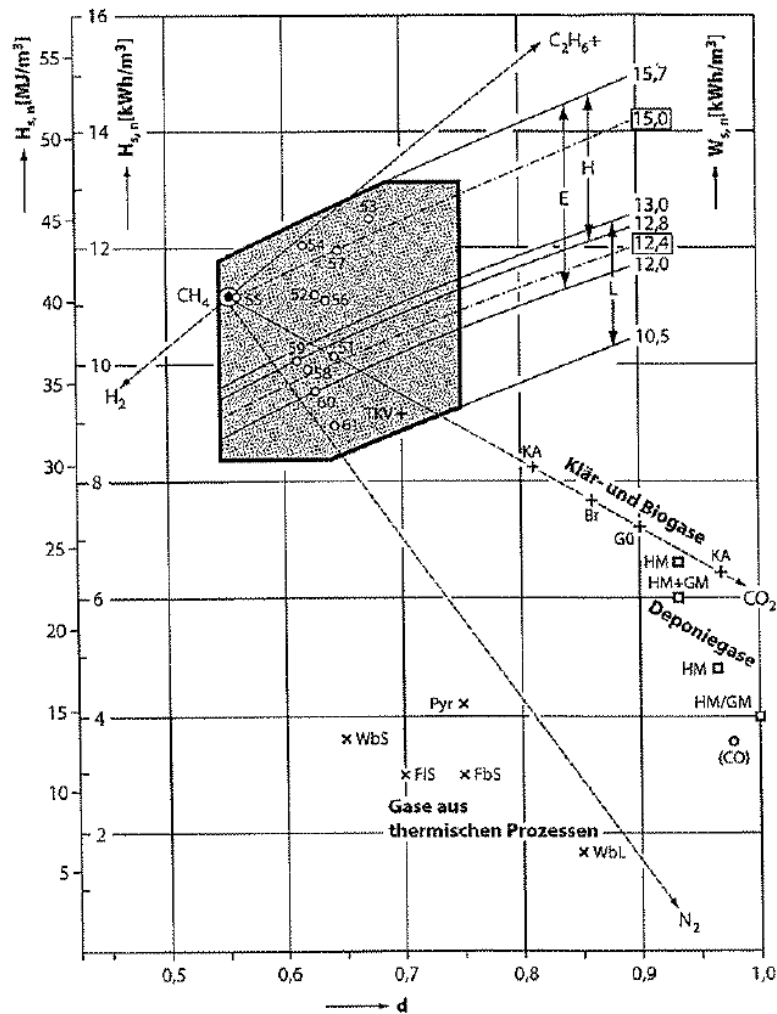 H_s,n [MJ/m³]
H_s,n [kWh/m³]
W_s,n [kWh/m³]
55
50
45
40
35
30
25
20
15
10
5
16
14
12
10
8
6
4
2
C₂H₆+
15,7
15,0
13,0
12,8
12,4
12,0
10,5
H
E
L
53
54
57
CH₄
55
52
56
59
51
58
60
61
TKV
H₂
KA
Klär- und Biogase
Br
Gü
KA
HM
HM+GM
CO₂
Deponiegase
HM
HM/GM
(CO)
Pyr
WbS
FlS
FbS
Gase aus
thermischen Prozessen
WbL
N₂
0,5
0,6
0,7
0,8
0,9
1,0
d